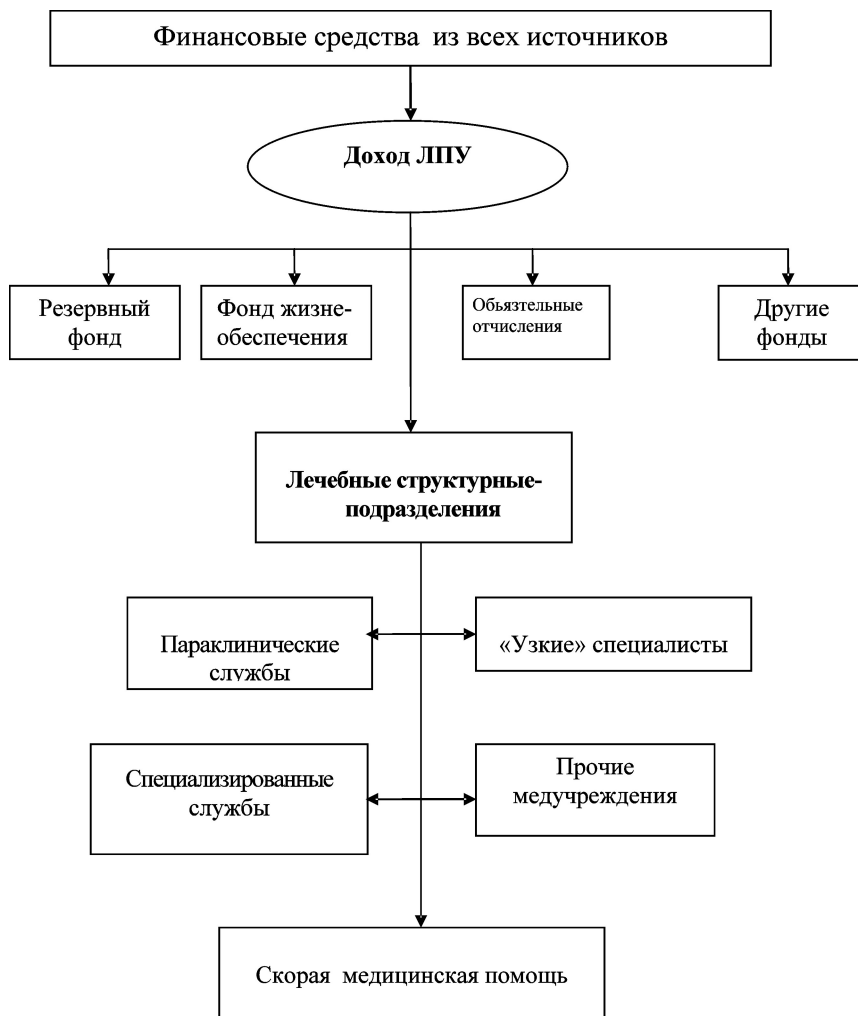 Финансовые средства из всех источников
Доход ЛПУ
Резервный
фонд
Фонд жизне-
обеспечения
Обьязтельные
отчисления
Другие
фонды
Лечебные структурные-
подразделения
Параклинические
службы
«Узкие» специалисты
Специализированные
службы
Прочие
медучреждения
Скорая медицинская помощь